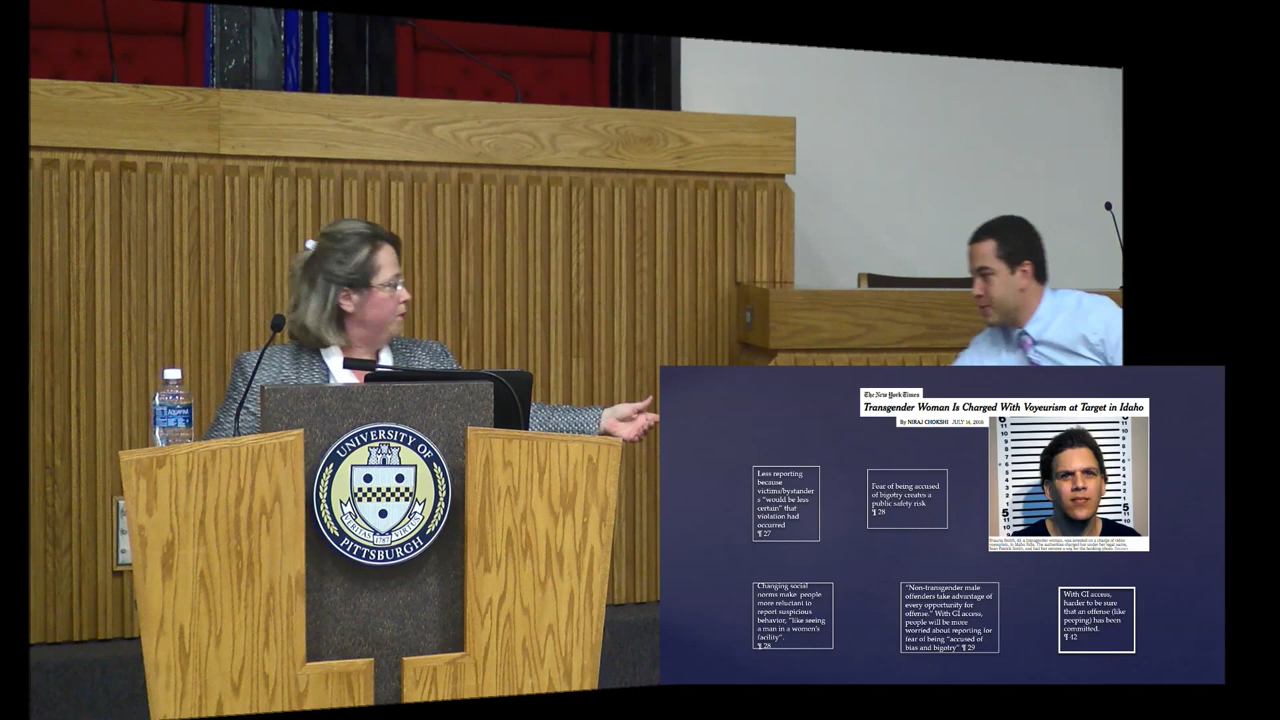 AQUAFINA
UNIVERSITY OF
VERITAS VIRTUS
1787
PITTSBURGH
The New York Times
Transgender Woman Is Charged With Voyeurism at Target in Idaho
By NIRAJ CHOKSHI JULY 14, 2016
Less reporting
because
victims/bystander
s "would be less
certain" that
violation had
occurred
¶ 27
Fear of being accused
of bigotry creates a
public safety risk
¶ 28
Changing social
norms make people
more reluctant to
report suspicious
behavior, "like seeing
a man in a women's
facility".
¶ 28
"Non-transgender male
offenders take advantage of
every opportunity for
offense." With GI access,
people will be more
worried about reporting for
fear of being "accused of
bias and bigotry" ¶ 29
With GI access,
harder to be sure
that an offense (like
peeping) has been
committed.
¶ 42